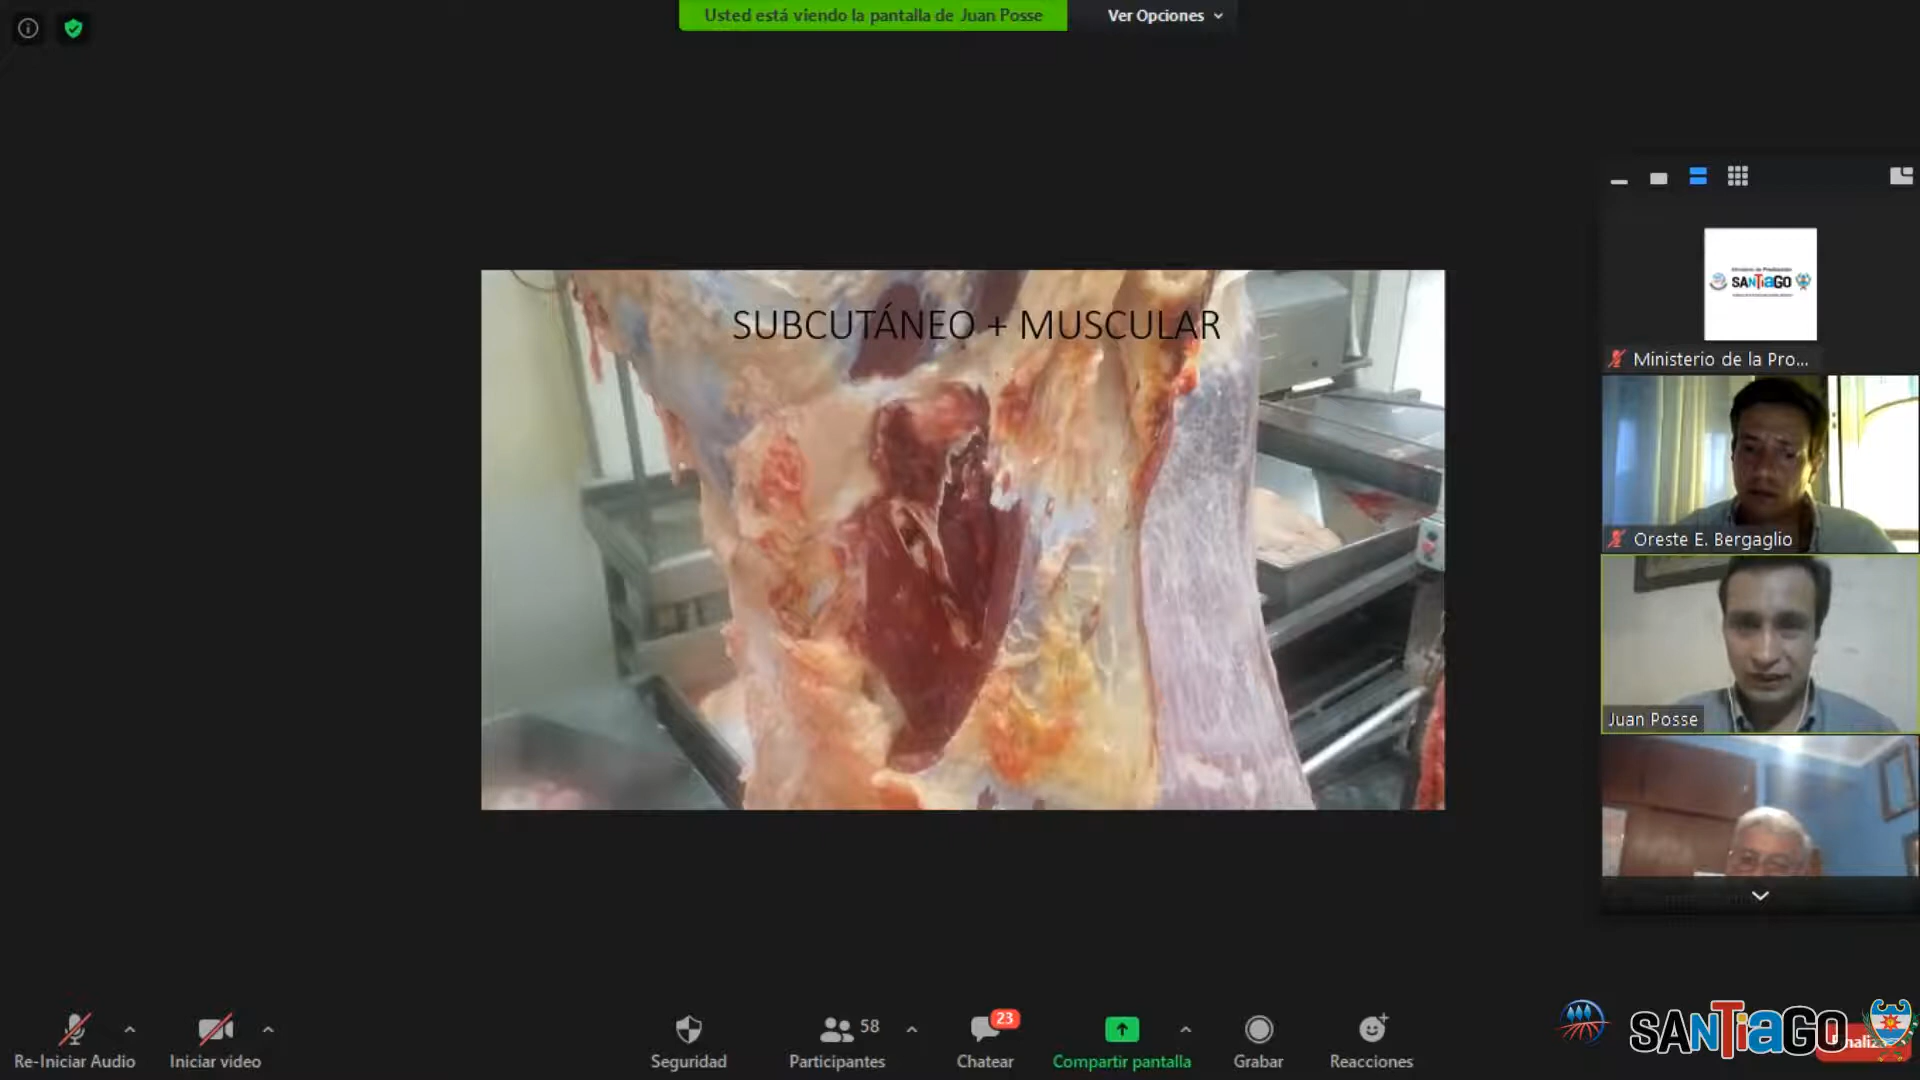 Usted está viendo la pantalla de Juan Posse
Ver Opciones
SUBCUTÁNEO + MUSCULAR
SANTIAGO
Ministerio de la Pro...
Oreste E. Bergaglio
Juan Posse
Re-Iniciar Audio
Iniciar video
Seguridad
58
Participantes
23
Chatear
Compartir pantalla
Grabar
Reacciones
SANTIAGO